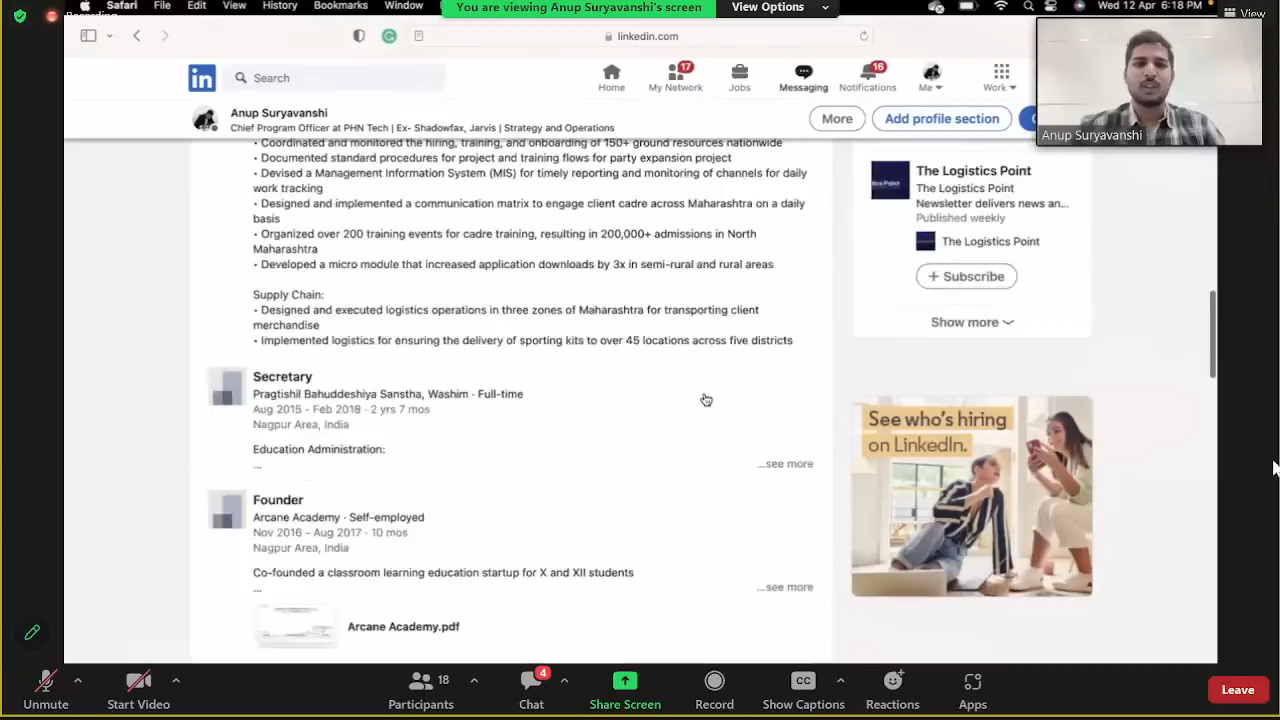 Safari File Edit View History Bookmarks Window
You are viewing Anup Suryavanshi's screen View Options
Wed 12 Apr 6:18 PM
View
linkedin.com
in Search
Home
My Network 17
Jobs
Messaging
Notifications 16
Me
Work
Anup Suryavanshi
Chief Program Officer at PHN Tech | Ex- Shadowfax, Jarvis | Strategy and Operations
More
Add profile section
Anup Suryavanshi
• Coordinated and monitored the hiring, training, and onboarding of 150+ ground resources nationwide
• Documented standard procedures for project and training flows for party expansion project
• Devised a Management Information System (MIS) for timely reporting and monitoring of channels for daily
work tracking
• Designed and implemented a communication matrix to engage client cadre across Maharashtra on a daily
basis
• Organized over 200 training events for cadre training, resulting in 200,000+ admissions in North
Maharashtra
• Developed a micro module that increased application downloads by 3x in semi-rural and rural areas
Supply Chain:
• Designed and executed logistics operations in three zones of Maharashtra for transporting client
merchandise
• Implemented logistics for ensuring the delivery of sporting kits to over 45 locations across five districts
Secretary
Pragtishil Bahuddeshiya Sanstha, Washim · Full-time
Aug 2015 - Feb 2018 · 2 yrs 7 mos
Nagpur Area, India
Education Administration:
...
...see more
Founder
Arcane Academy · Self-employed
Nov 2016 - Aug 2017 · 10 mos
Nagpur Area, India
Co-founded a classroom learning education startup for X and XII students
...
...see more
Arcane Academy.pdf
The Logistics Point
The Logistics Point
Newsletter delivers news an...
Published weekly
The Logistics Point
+ Subscribe
Show more
See who's hiring
on LinkedIn.
Unmute
Start Video
18
Participants
4
Chat
Share Screen
Record
CC
Show Captions
Reactions
Apps
Leave